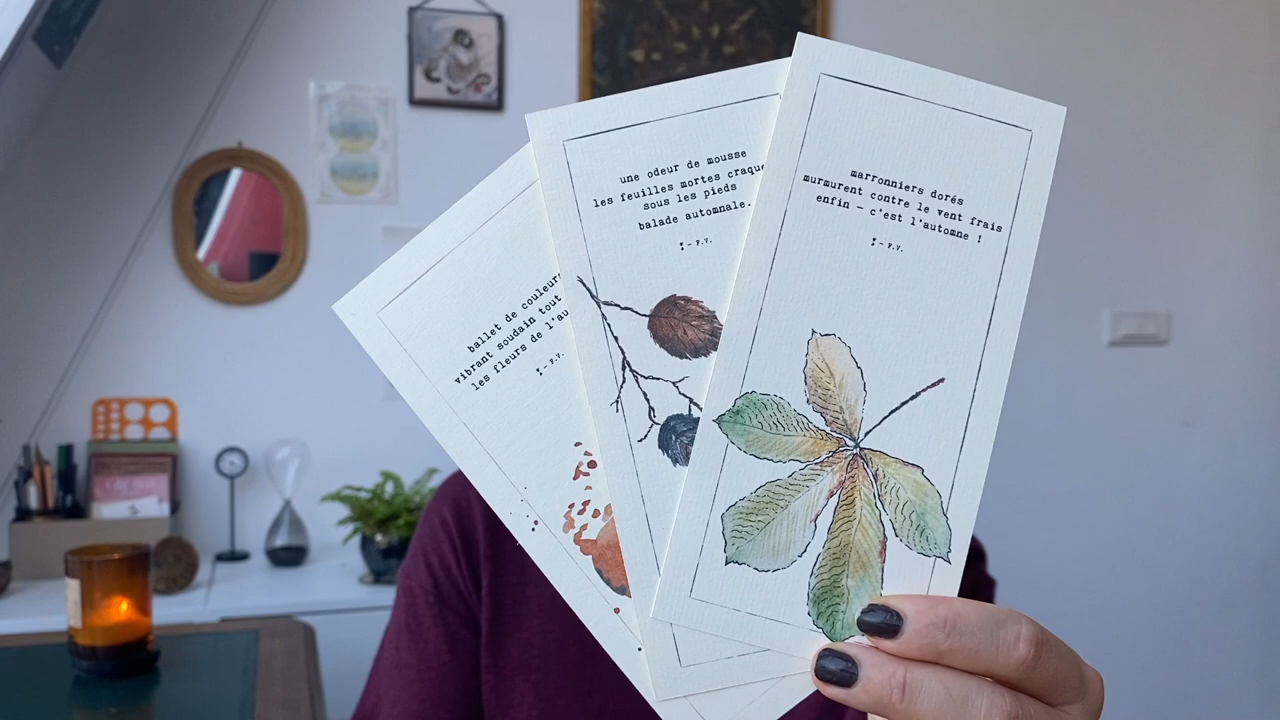 ballet de couleurs
vibrant soudain tout
les fleurs de l'au
:- F.V.
une odeur de mousse
les feuilles mortes craque
sous les pieds
balade automnale.
:- F.V.
marronniers dorés
murmurent contre le vent frais
enfin - c'est l'automne !
:- F.V.